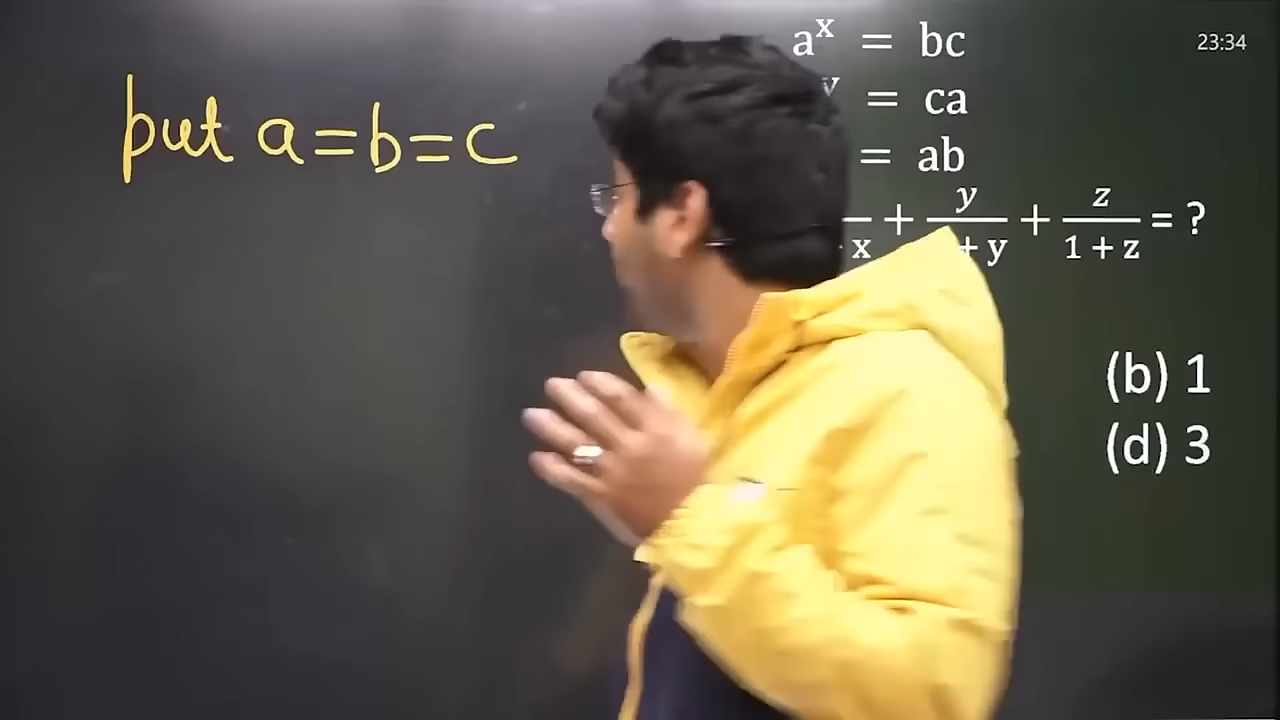 put a = b = c
23:34
aˣ = bc
ʸ = ca
= ab
x + y/+ y + z/1 + z = ?
(b) 1
(d) 3